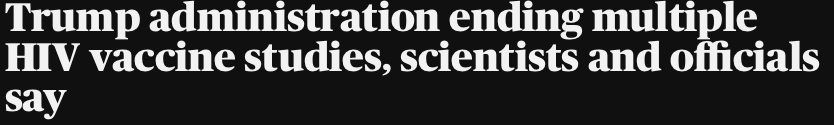 Trump administration ending multiple
HIV vaccine studies, scientists and officials
say